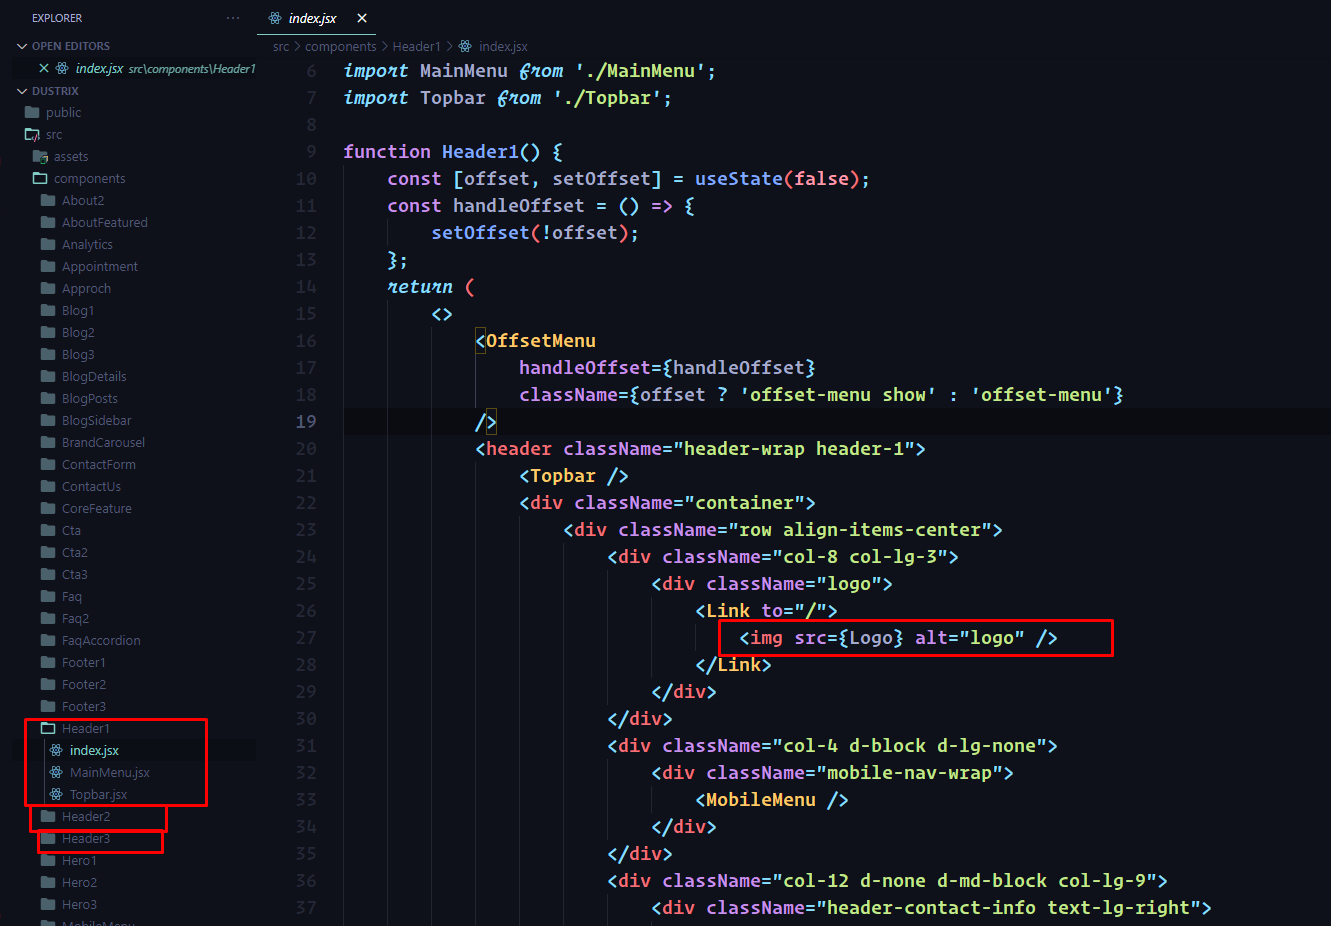 EXPLORER
···
index.jsx
OPEN EDITORS
index.jsx src\components\Header1
DUSTRIX
public
src
assets
components
About2
AboutFeatured
Analytics
Appointment
Approch
Blog1
Blog2
Blog3
BlogDetails
BlogPosts
BlogSidebar
BrandCarousel
ContactForm
ContactUs
CoreFeature
Cta
Cta2
Cta3
Faq
Faq2
FaqAccordion
Footer1
Footer2
Footer3
Header1
index.jsx
MainMenu.jsx
Topbar.jsx
Header2
Header3
Hero1
Hero2
Hero3
MobileMenu
src > components > Header1 > index.jsx
6 import MainMenu from './MainMenu';
7 import Topbar from './Topbar';
8
9 function Header1() {
10 const [offset, setOffset] = useState(false);
11 const handleOffset = () => {
12 setOffset(!offset);
13 };
14 return (
15 <>
16 <OffsetMenu
17 handleOffset={handleOffset}
18 className={offset ? 'offset-menu show' : 'offset-menu'}
19 />
20 <header className="header-wrap header-1">
21 <Topbar />
22 <div className="container">
23 <div className="row align-items-center">
24 <div className="col-8 col-lg-3">
25 <div className="logo">
26 <Link to="/">
27 <img src={Logo} alt="logo" />
28 </Link>
29 </div>
30 </div>
31 <div className="col-4 d-block d-lg-none">
32 <div className="mobile-nav-wrap">
33 <MobileMenu />
34 </div>
35 </div>
36 <div className="col-12 d-none d-md-block col-lg-9">
37 <div className="header-contact-info text-lg-right">